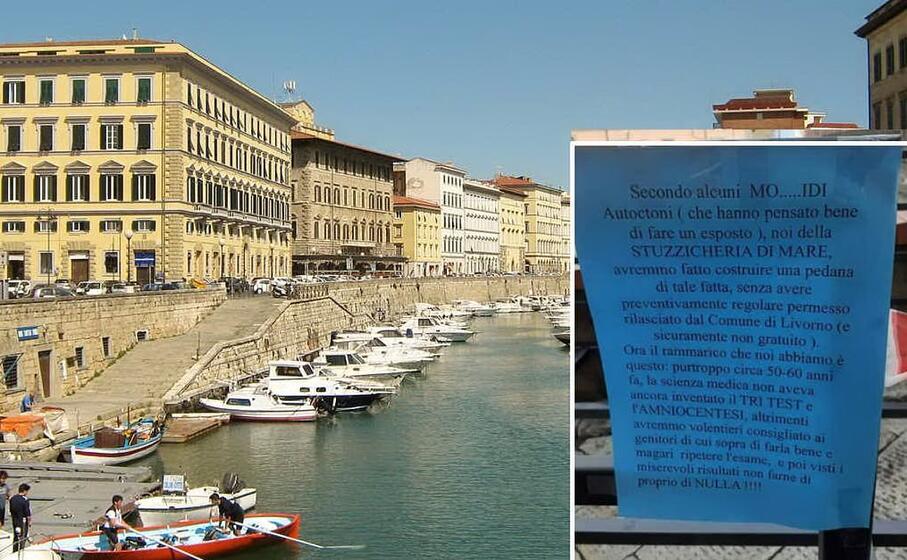 Secondo alcuni MO.....IDI
Autoctoni ( che hanno pensato bene
di fare un esposto ), noi della
STUZZICHERIA DI MARE,
avremmo fatto costruire una pedana
di tale fatta, senza avere
preventivamente regolare permesso
rilasciato dal Comune di Livorno (e
sicuramente non gratuito ).
Ora il rammarico che noi abbiamo è
questo: purtroppo circa 50-60 anni
fa, la scienza medica non aveva
ancora inventato il TRI TEST e
l'AMNIOCENTESI, altrimenti
avremmo volentieri consigliato ai
genitori di cui sopra di farla bene e
magari ripetere l'esame, e poi visti i
miserevoli risultati non farne di
proprio di NULLA !!!!